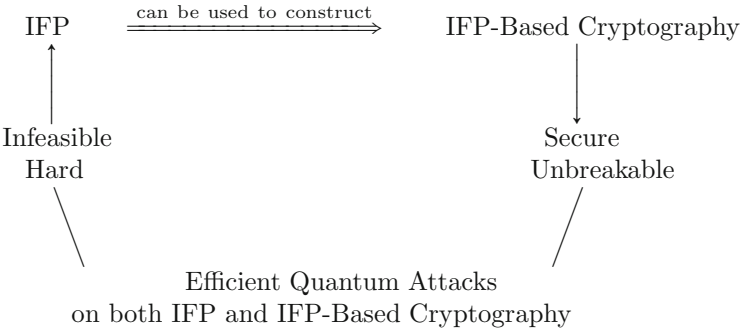 can be used to construct
IFP
IFP-Based Cryptography
Infeasible
Hard
Secure
Unbreakable
Efficient Quantum Attacks
on both IFP and IFP-Based Cryptography